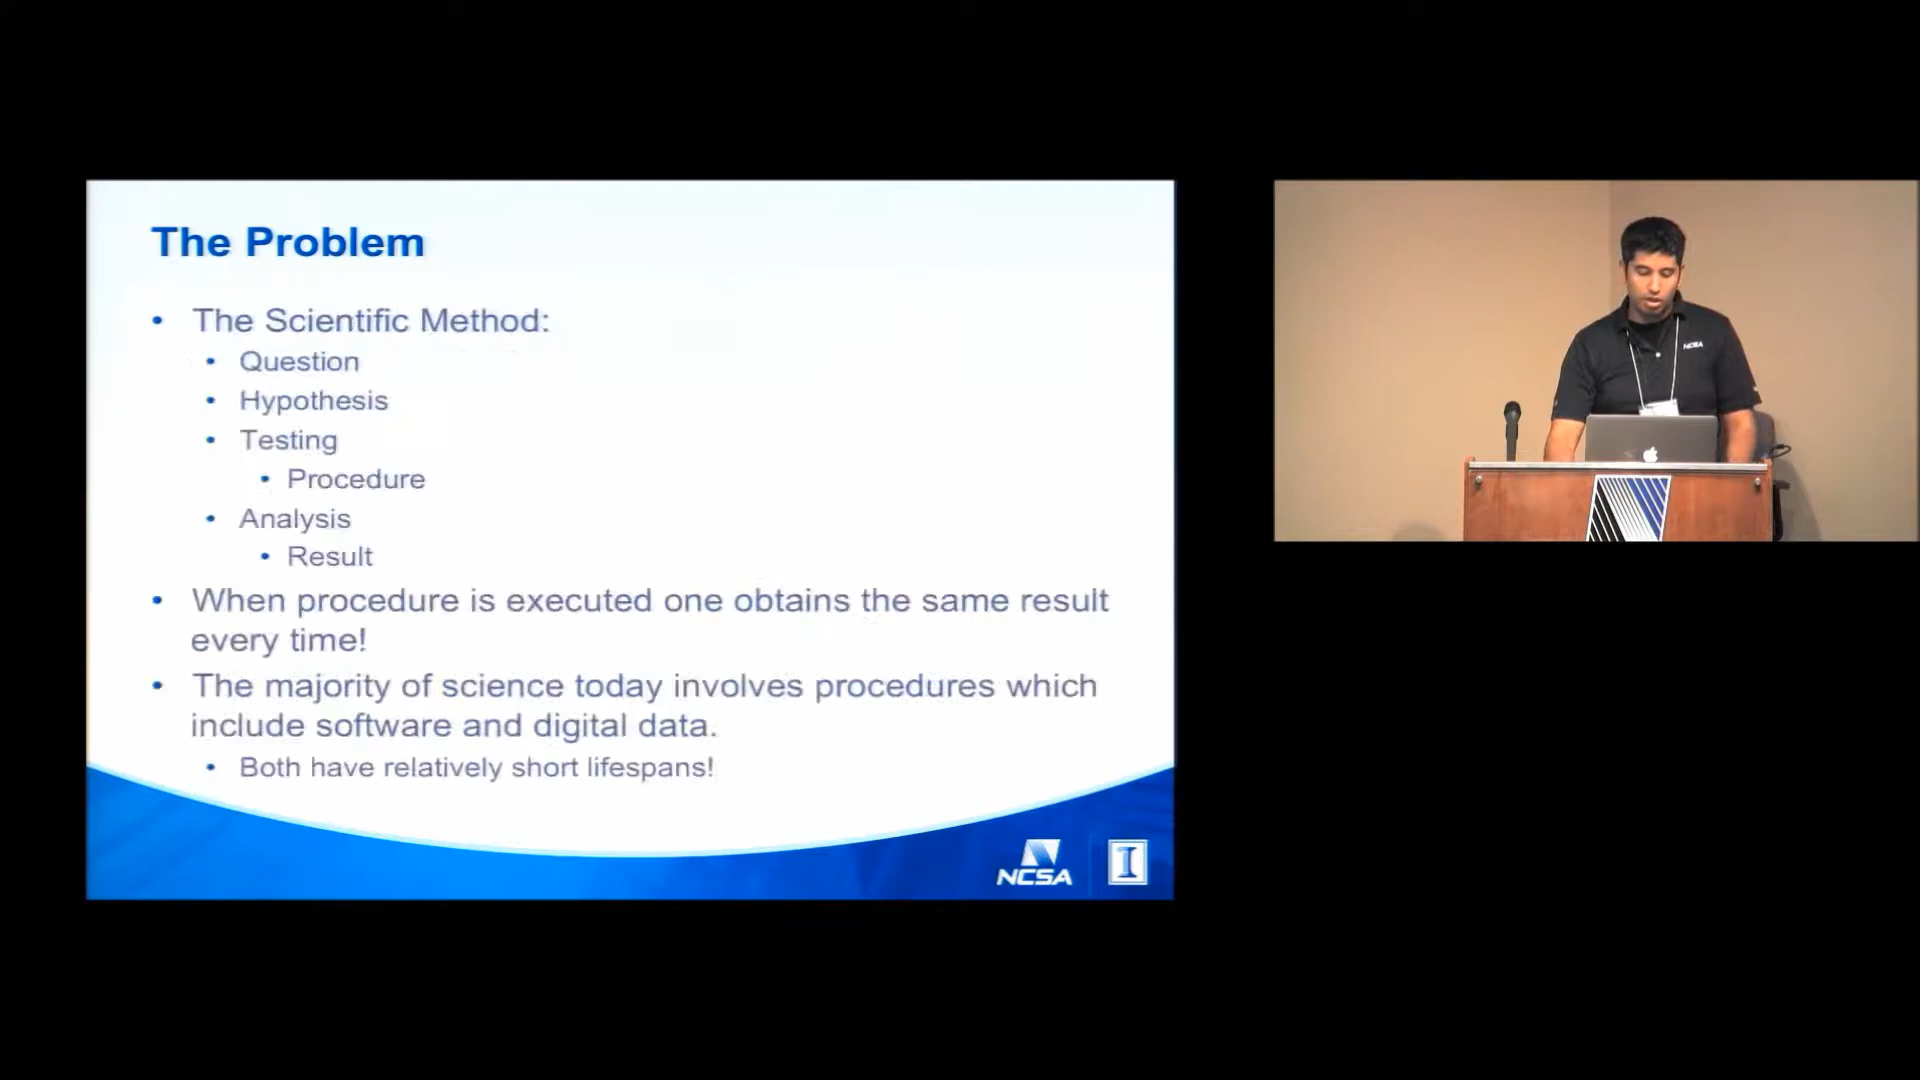 The Problem
• The Scientific Method:
• Question
• Hypothesis
• Testing
• Procedure
• Analysis
• Result
• When procedure is executed one obtains the same result
every time!
• The majority of science today involves procedures which
include software and digital data.
• Both have relatively short lifespans!
NCSA
I
NCSA